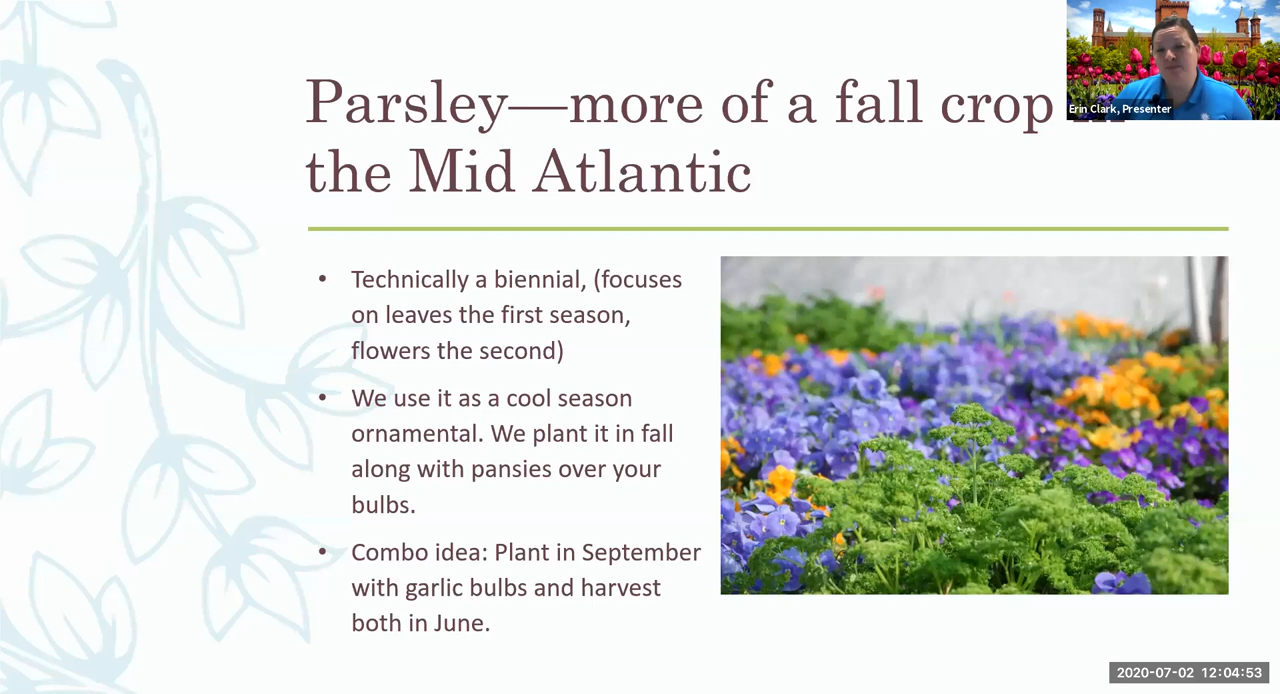 Parsley—more of a fall crop
the Mid Atlantic
• Technically a biennial, (focuses
on leaves the first season,
flowers the second)
• We use it as a cool season
ornamental. We plant it in fall
along with pansies over your
bulbs.
• Combo idea: Plant in September
with garlic bulbs and harvest
both in June.
Erin Clark, Presenter
2020-07-02 12:04:53